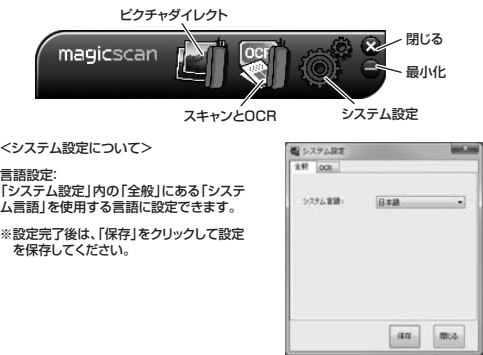 ピクチャダイレクト
magicscan
OCR
閉じる
最小化
スキャンとOCR
システム設定
<システム設定について>
言語設定:
「システム設定」内の「全般」にある「システ
ム言語」を使用する言語に設定できます。
※設定完了後は、「保存」をクリックして設定
を保存してください。
システム設定
全般 OCR
システム言語: 日本語
保存 閉じる